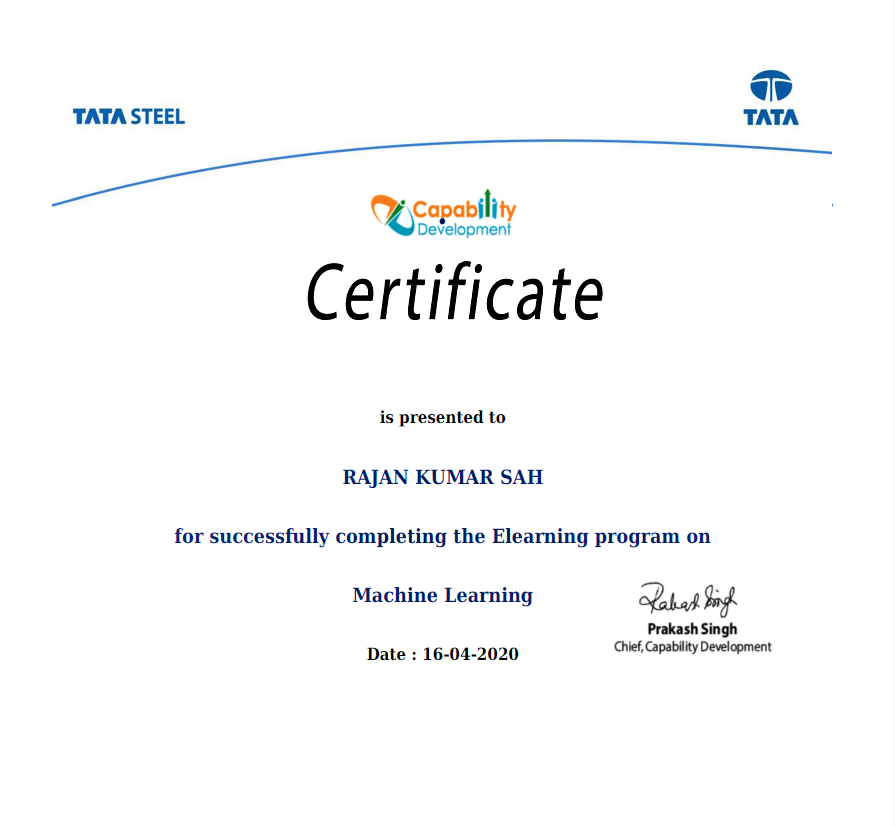 TATA STEEL
TATA
Capability
Development
Certificate
is presented to
RAJAN KUMAR SAH
for successfully completing the Elearning program on
Machine Learning
Prakash Singh
Prakash Singh
Chief, Capability Development
Date : 16-04-2020